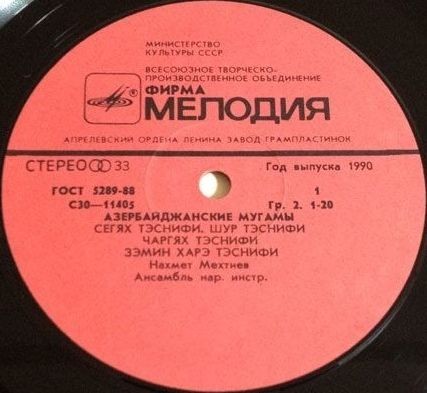 МИНИСТЕРСТВО
КУЛЬТУРЫ СССР
ВСЕСОЮЗНОЕ ТВОРЧЕСКО-
ПРОИЗВОДСТВЕННОЕ ОБЪЕДИНЕНИЕ
ФИРМА
МЕЛОДИЯ
АПРЕЛЕВСКИЙ ОРДЕНА ЛЕНИНА ЗАВОД ГРАМПЛАСТИНОК
СТЕРЕО 33 Год выпуска 1990
ГОСТ 5289-88 1
С30—11405 Гр. 2. 1-20
АЗЕРБАЙДЖАНСКИЕ МУГАМЫ
СЕГЯХ ТЭСНИФИ. ШУР ТЭСНИФИ
ЧАРГЯХ ТЭСНИФИ
ЗЭМИН ХАРЭ ТЭСНИФИ
Нахмет Мехтиев
Ансамбль нар. инстр.